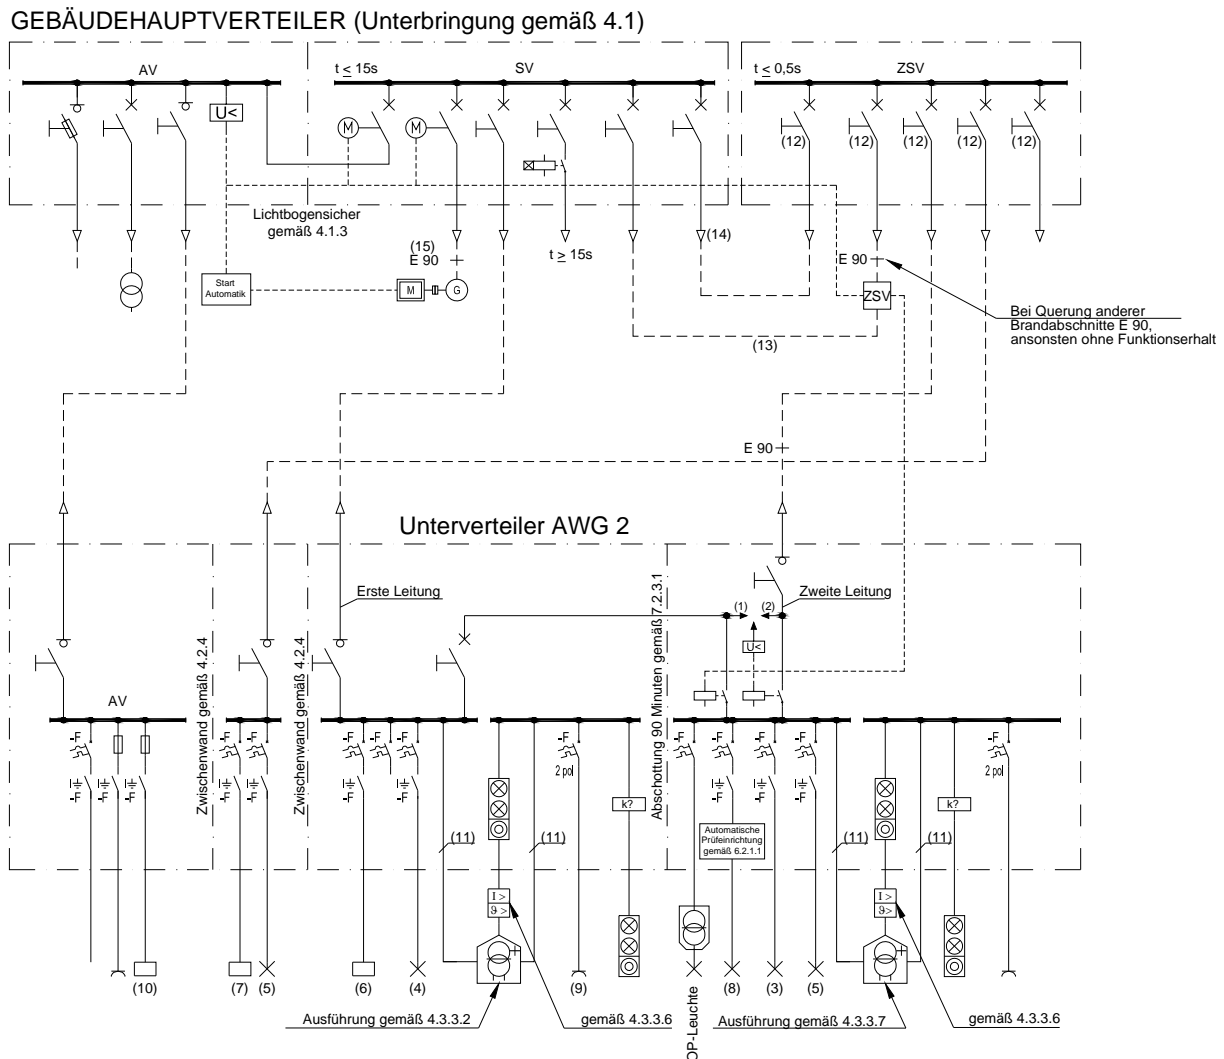 GEBÄUDEHAUPTVERTEILER (Unterbringung gemäß 4.1)
AV
t ≤ 15s
SV
t ≤ 0,5s
ZSV
U<
M
M
(12)
(12)
(12)
(12)
(12)
Lichtbogensicher
gemäß 4.1.3
(15)
E 90
t ≥ 15s
(14)
E 90
Start
Automatik
M
G
ZSV
Bei Querung anderer
Brandabschnitte E 90,
ansonsten ohne Funktionserhalt
(13)
E 90
Unterverteiler AWG 2
Erste Leitung
Zweite Leitung
(1)
(2)
U<
Zwischenwand gemäß 4.2.4
Zwischenwand gemäß 4.2.4
Abschottung 90 Minuten gemäß 7.2.3.1
AV
-F
-F
-F
-F
-F
-F
-F
-F
-F
-F
-F
-F
-F
-F
2 pol
k?
-F
-F
-F
-F
-F
-F
-F
-F
2 pol
k?
Automatische
Prüfeinrichtung
gemäß 6.2.1.1
(11)
(11)
(11)
(11)
I >
ϑ >
I >
ϑ >
(10)
(7)
(5)
(6)
(4)
(9)
(8)
(3)
(5)
OP-Leuchte
Ausführung gemäß 4.3.3.2
gemäß 4.3.3.6
Ausführung gemäß 4.3.3.7
gemäß 4.3.3.6